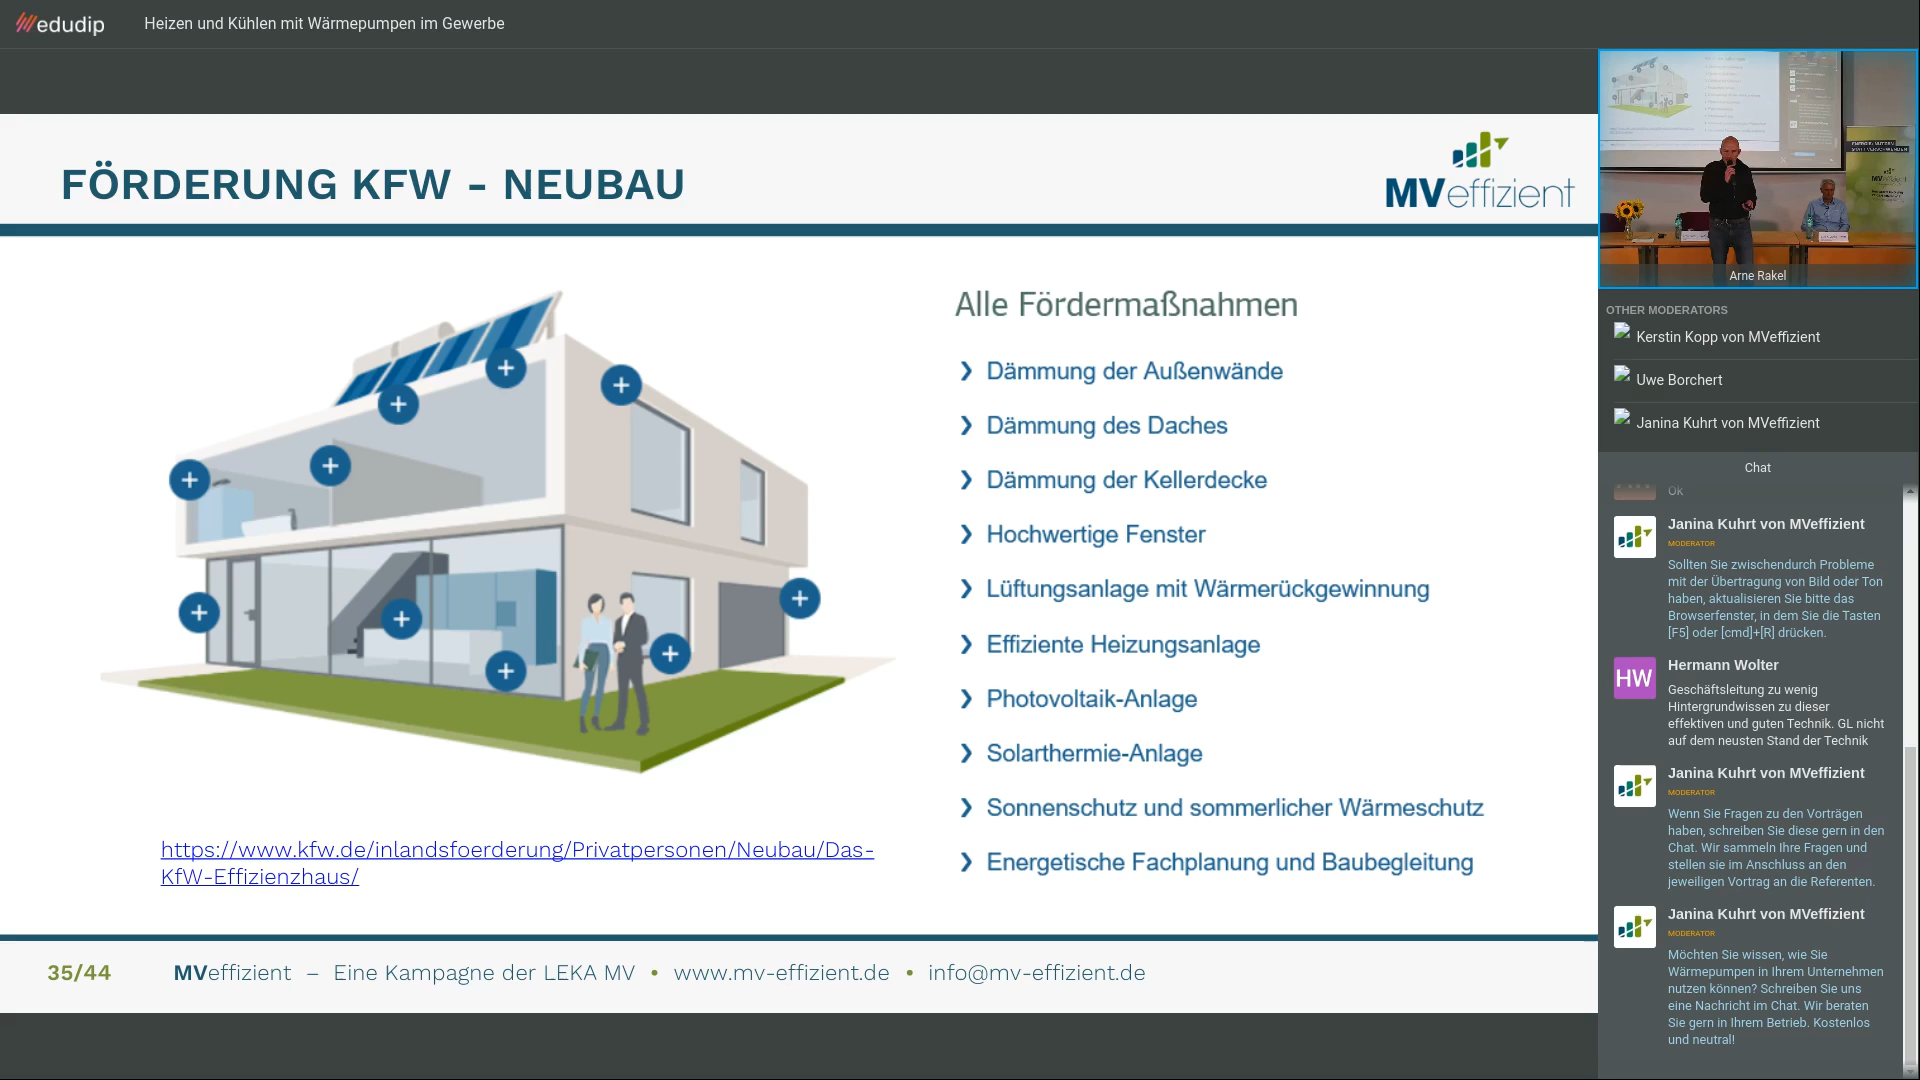 edudip
Heizen und Kühlen mit Wärmepumpen im Gewerbe
FÖRDERUNG KFW - NEUBAU
MVeffizient
Alle Fördermaßnahmen
Dämmung der Außenwände
Dämmung des Daches
Dämmung der Kellerdecke
Hochwertige Fenster
Lüftungsanlage mit Wärmerückgewinnung
Effiziente Heizungsanlage
Photovoltaik-Anlage
Solarthermie-Anlage
Sonnenschutz und sommerlicher Wärmeschutz
Energetische Fachplanung und Baubegleitung
https://www.kfw.de/inlandsfoerderung/Privatpersonen/Neubau/Das-
KfW-Effizienzhaus/
35/44
MVeffizient – Eine Kampagne der LEKA MV • www.mv-effizient.de • info@mv-effizient.de
Arne Rakel
OTHER MODERATORS
Kerstin Kopp von MVeffizient
Uwe Borchert
Janina Kuhrt von MVeffizient
Chat
Ok
Janina Kuhrt von MVeffizient
MODERATOR
Sollten Sie zwischendurch Probleme
mit der Übertragung von Bild oder Ton
haben, aktualisieren Sie bitte das
Browserfenster, in dem Sie die Tasten
[F5] oder [cmd]+[R] drücken.
HW
Hermann Wolter
Geschäftsleitung zu wenig
Hintergrundwissen zu dieser
effektiven und guten Technik. GL nicht
auf dem neusten Stand der Technik
Janina Kuhrt von MVeffizient
MODERATOR
Wenn Sie Fragen zu den Vorträgen
haben, schreiben Sie diese gern in den
Chat. Wir sammeln Ihre Fragen und
stellen sie im Anschluss an den
jeweiligen Vortrag an die Referenten.
Janina Kuhrt von MVeffizient
MODERATOR
Möchten Sie wissen, wie Sie
Wärmepumpen in Ihrem Unternehmen
nutzen können? Schreiben Sie uns
eine Nachricht im Chat. Wir beraten
Sie gern in Ihrem Betrieb. Kostenlos
und neutral!